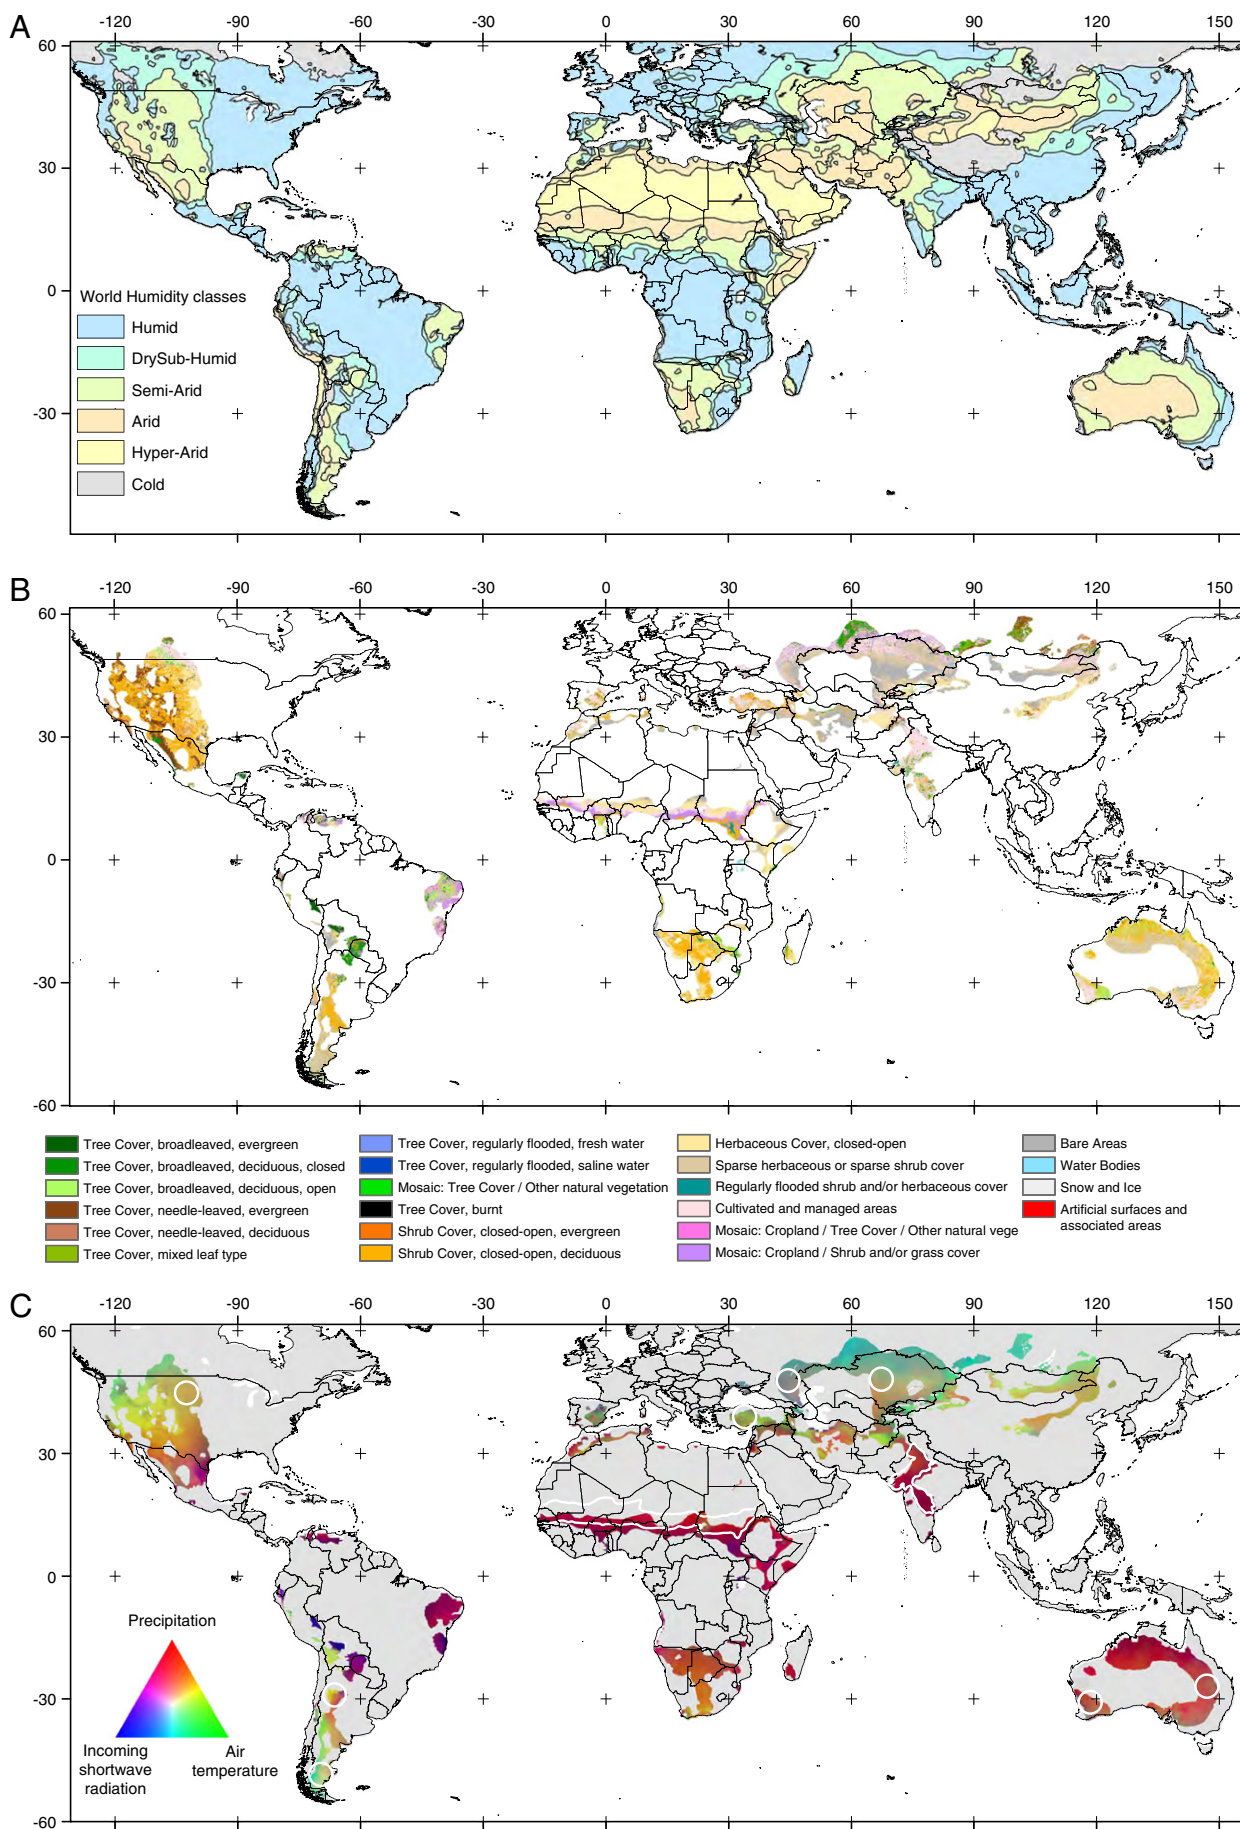 A
-120 -90 -60 -30 0 30 60 90 120 150
60
30
0
-30
World Humidity classes
Humid
DrySub-Humid
Semi-Arid
Arid
Hyper-Arid
Cold
B
-120 -90 -30 0 30 60 90 120 150
60
30
0
-30
-60
Tree Cover, broadleaved, evergreen
Tree Cover, broadleaved, deciduous, closed
Tree Cover, broadleaved, deciduous, open
Tree Cover, needle-leaved, evergreen
Tree Cover, needle-leaved, deciduous
Tree Cover, mixed leaf type
Tree Cover, regularly flooded, fresh water
Tree Cover, regularly flooded, saline water
Mosaic: Tree Cover / Other natural vegetation
Tree Cover, burnt
Shrub Cover, closed-open, evergreen
Shrub Cover, closed-open, deciduous
Herbaceous Cover, closed-open
Sparse herbaceous or sparse shrub cover
Regularly flooded shrub and/or herbaceous cover
Cultivated and managed areas
Mosaic: Cropland / Tree Cover / Other natural vege
Mosaic: Cropland / Shrub and/or grass cover
Bare Areas
Water Bodies
Snow and Ice
Artificial surfaces and
associated areas
C
-120 -90 -30 0 30 60 90 120 150
60
30
0
-30
-60
Precipitation
Incoming
shortwave
radiation
Air
temperature